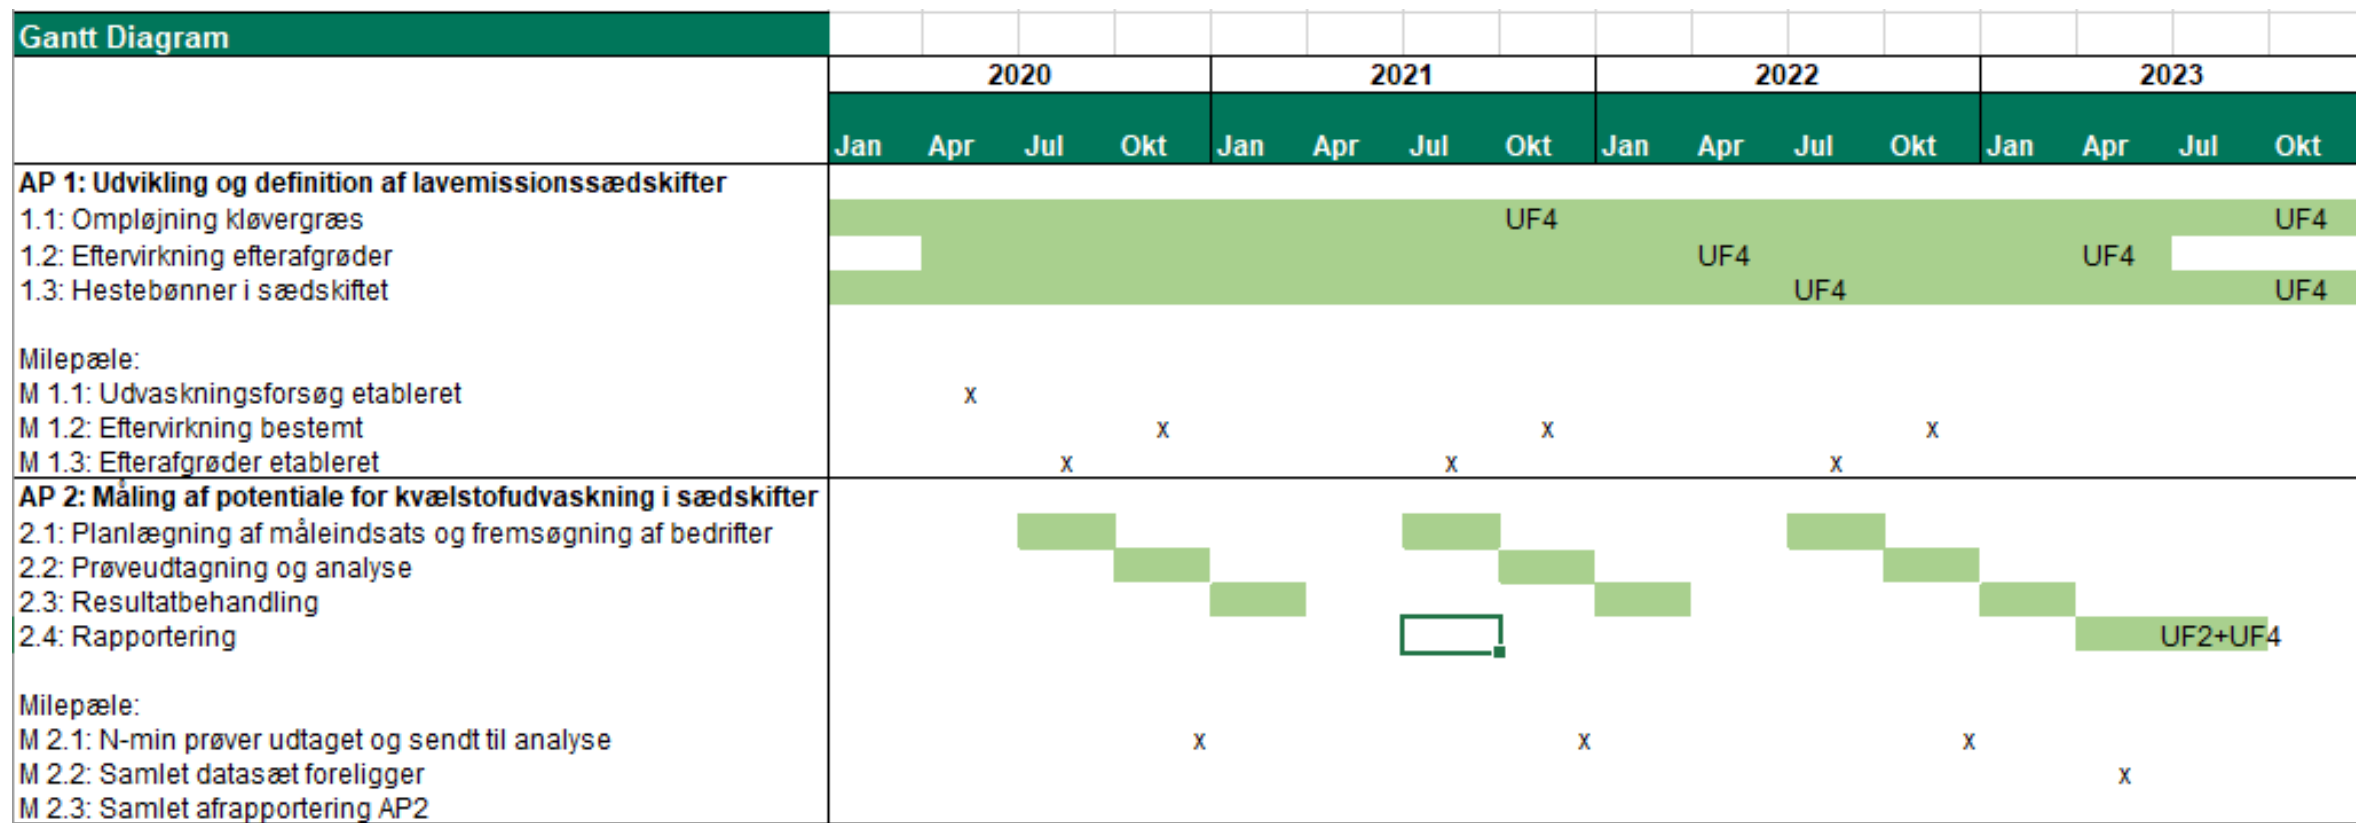 Gantt Diagram
2020 2021 2022 2023
Jan Apr Jul Okt Jan Apr Jul Okt Jan Apr Jul Okt Jan Apr Jul Okt
AP 1: Udvikling og definition af lavemissionssædskifter
1.1: Ompløjning kløvergræs UF4 UF4
1.2: Eftervirkning efterafgrøder UF4 UF4
1.3: Hestebønner i sædskiftet UF4 UF4
Milepæle:
M 1.1: Udvaskningsforsøg etableret x
M 1.2: Eftervirkning bestemt x x x
M 1.3: Efterafgrøder etableret x x x
AP 2: Måling af potentiale for kvælstofudvaskning i sædskifter
2.1: Planlægning af måleindsats og fremsøgning af bedrifter
2.2: Prøveudtagning og analyse
2.3: Resultatbehandling
2.4: Rapportering UF2+UF4
Milepæle:
M 2.1: N-min prøver udtaget og sendt til analyse x x x
M 2.2: Samlet datasæt foreligger x
M 2.3: Samlet afrapportering AP2